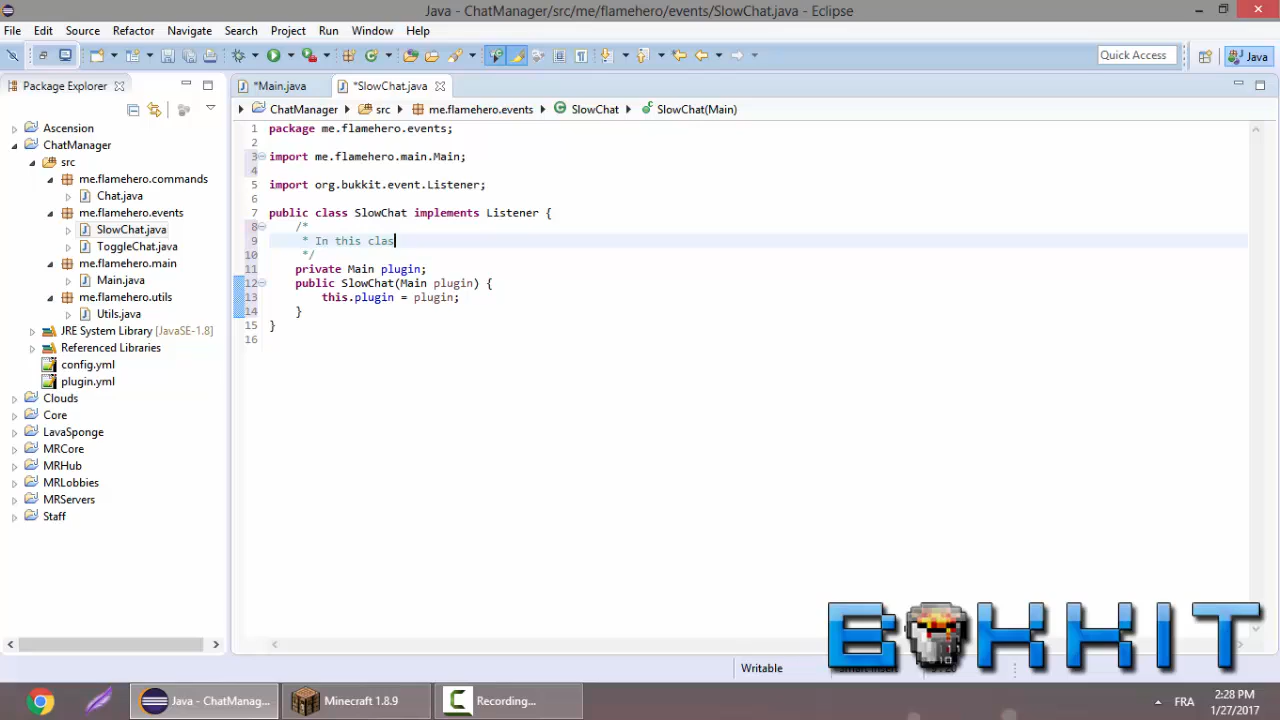 Java - ChatManager/src/me/flamehero/events/SlowChat.java - Eclipse
File Edit Source Refactor Navigate Search Project Run Window Help
Quick Access
Java
Package Explorer
*Main.java
*SlowChat.java
ChatManager src me.flamehero.events SlowChat SlowChat(Main)
Ascension
ChatManager
src
me.flamehero.commands
Chat.java
me.flamehero.events
SlowChat.java
ToggleChat.java
me.flamehero.main
Main.java
me.flamehero.utils
Utils.java
JRE System Library [JavaSE-1.8]
Referenced Libraries
config.yml
plugin.yml
Clouds
Core
LavaSponge
MRCore
MRHub
MRLobbies
MRServers
Staff
1 package me.flamehero.events;
2
3 import me.flamehero.main.Main;
4
5 import org.bukkit.event.Listener;
6
7 public class SlowChat implements Listener {
8 /*
9 * In this clas
10 */
11 private Main plugin;
12 public SlowChat(Main plugin) {
13 this.plugin = plugin;
14 }
15 }
16
BUKKIT
Writable
Java - ChatManag...
Minecraft 1.8.9
Recording...
FRA
2:28 PM
1/27/2017